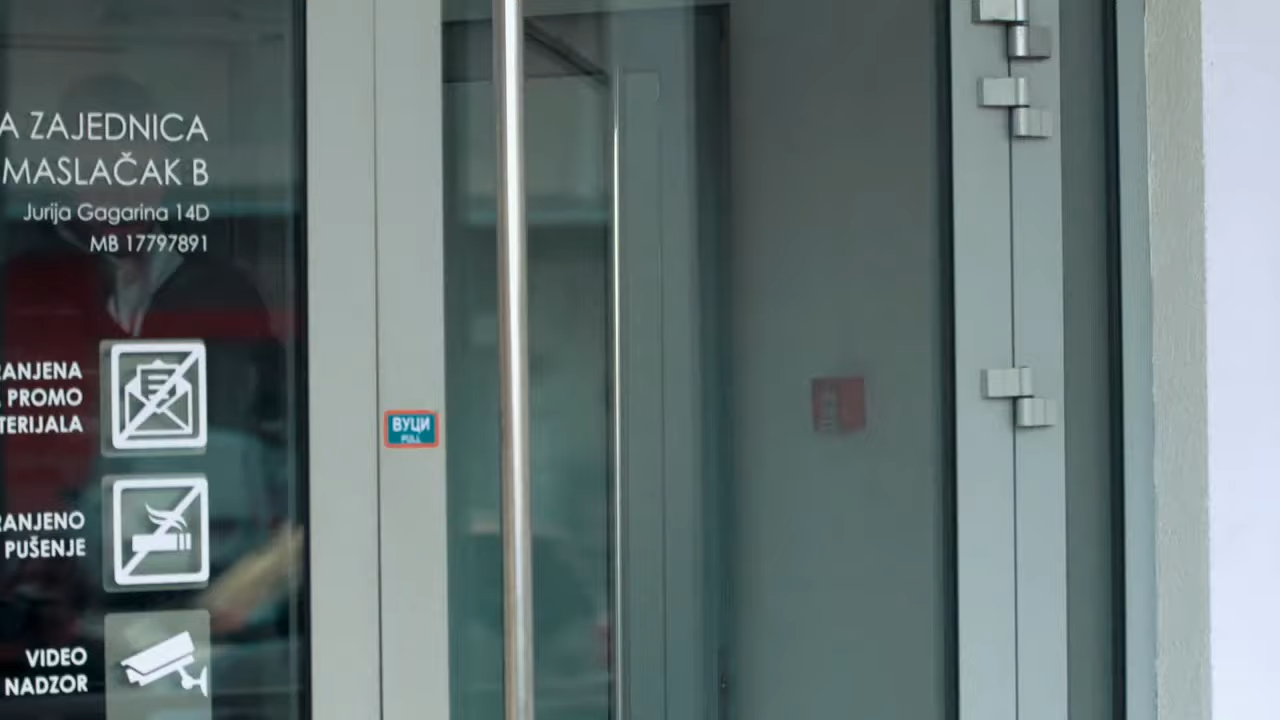 A ZAJEDNICA
MASLAČAK B
Jurija Gagarina 14D
MB 17797891
RANJENA
PROMO
TERIJALA
ВУЦИ
PULL
RANJENO
PUŠENJE
VIDEO
NADZOR